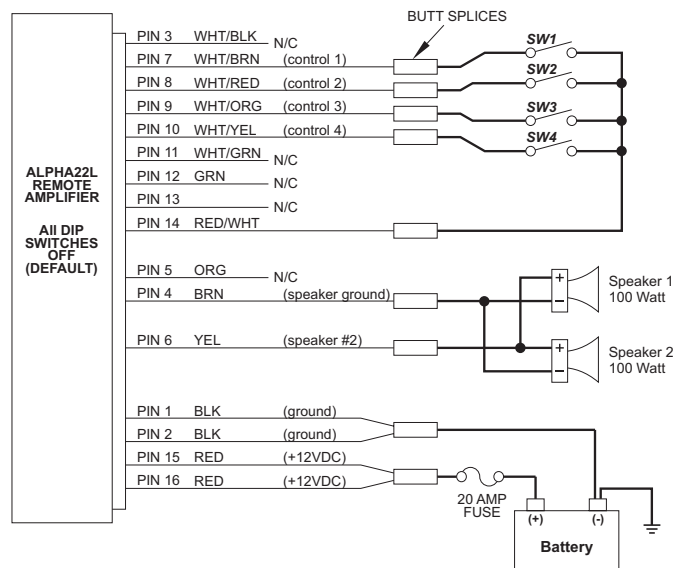 BUTT SPLICES
PIN 3 WHT/BLK N/C
PIN 7 WHT/BRN (control 1)
SW1
PIN 8 WHT/RED (control 2)
SW2
PIN 9 WHT/ORG (control 3)
SW3
PIN 10 WHT/YEL (control 4)
SW4
PIN 11 WHT/GRN N/C
PIN 12 GRN N/C
PIN 13 N/C
PIN 14 RED/WHT
ALPHA22L
REMOTE
AMPLIFIER
All DIP
SWITCHES
OFF
(DEFAULT)
PIN 5 ORG N/C
PIN 4 BRN (speaker ground)
PIN 6 YEL (speaker #2)
+
–
Speaker 1
100 Watt
+
–
Speaker 2
100 Watt
PIN 1 BLK (ground)
PIN 2 BLK (ground)
PIN 15 RED (+12VDC)
PIN 16 RED (+12VDC)
20 AMP
FUSE
(+) (-)
Battery